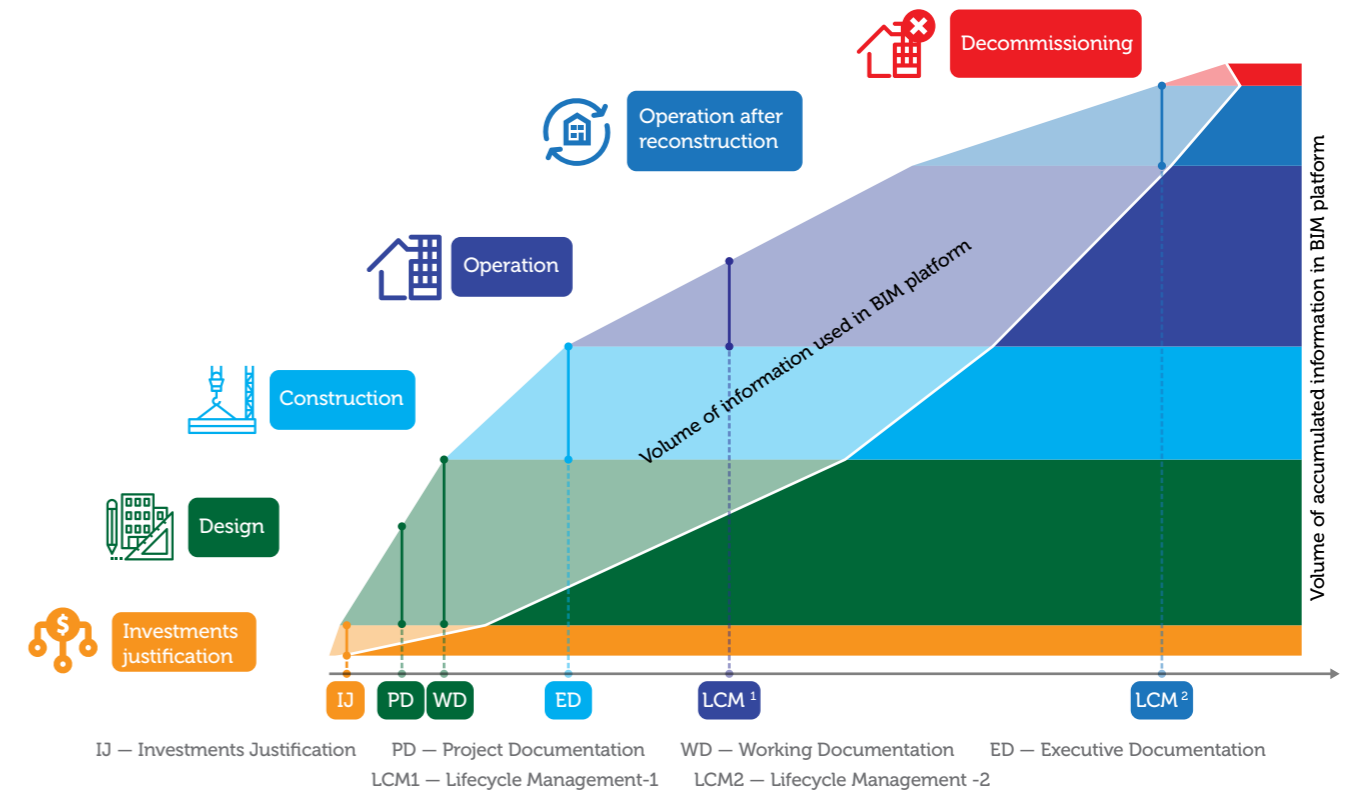 Decommissioning
Operation after
reconstruction
Operation
Construction
Design
Investments
justification
Volume of information used in BIM platform
Volume of accumulated information in BIM platform
$
IJ
PD
WD
ED
LCM 1
LCM 2
IJ — Investments Justification
PD — Project Documentation
WD — Working Documentation
ED — Executive Documentation
LCM1 — Lifecycle Management-1
LCM2 — Lifecycle Management -2